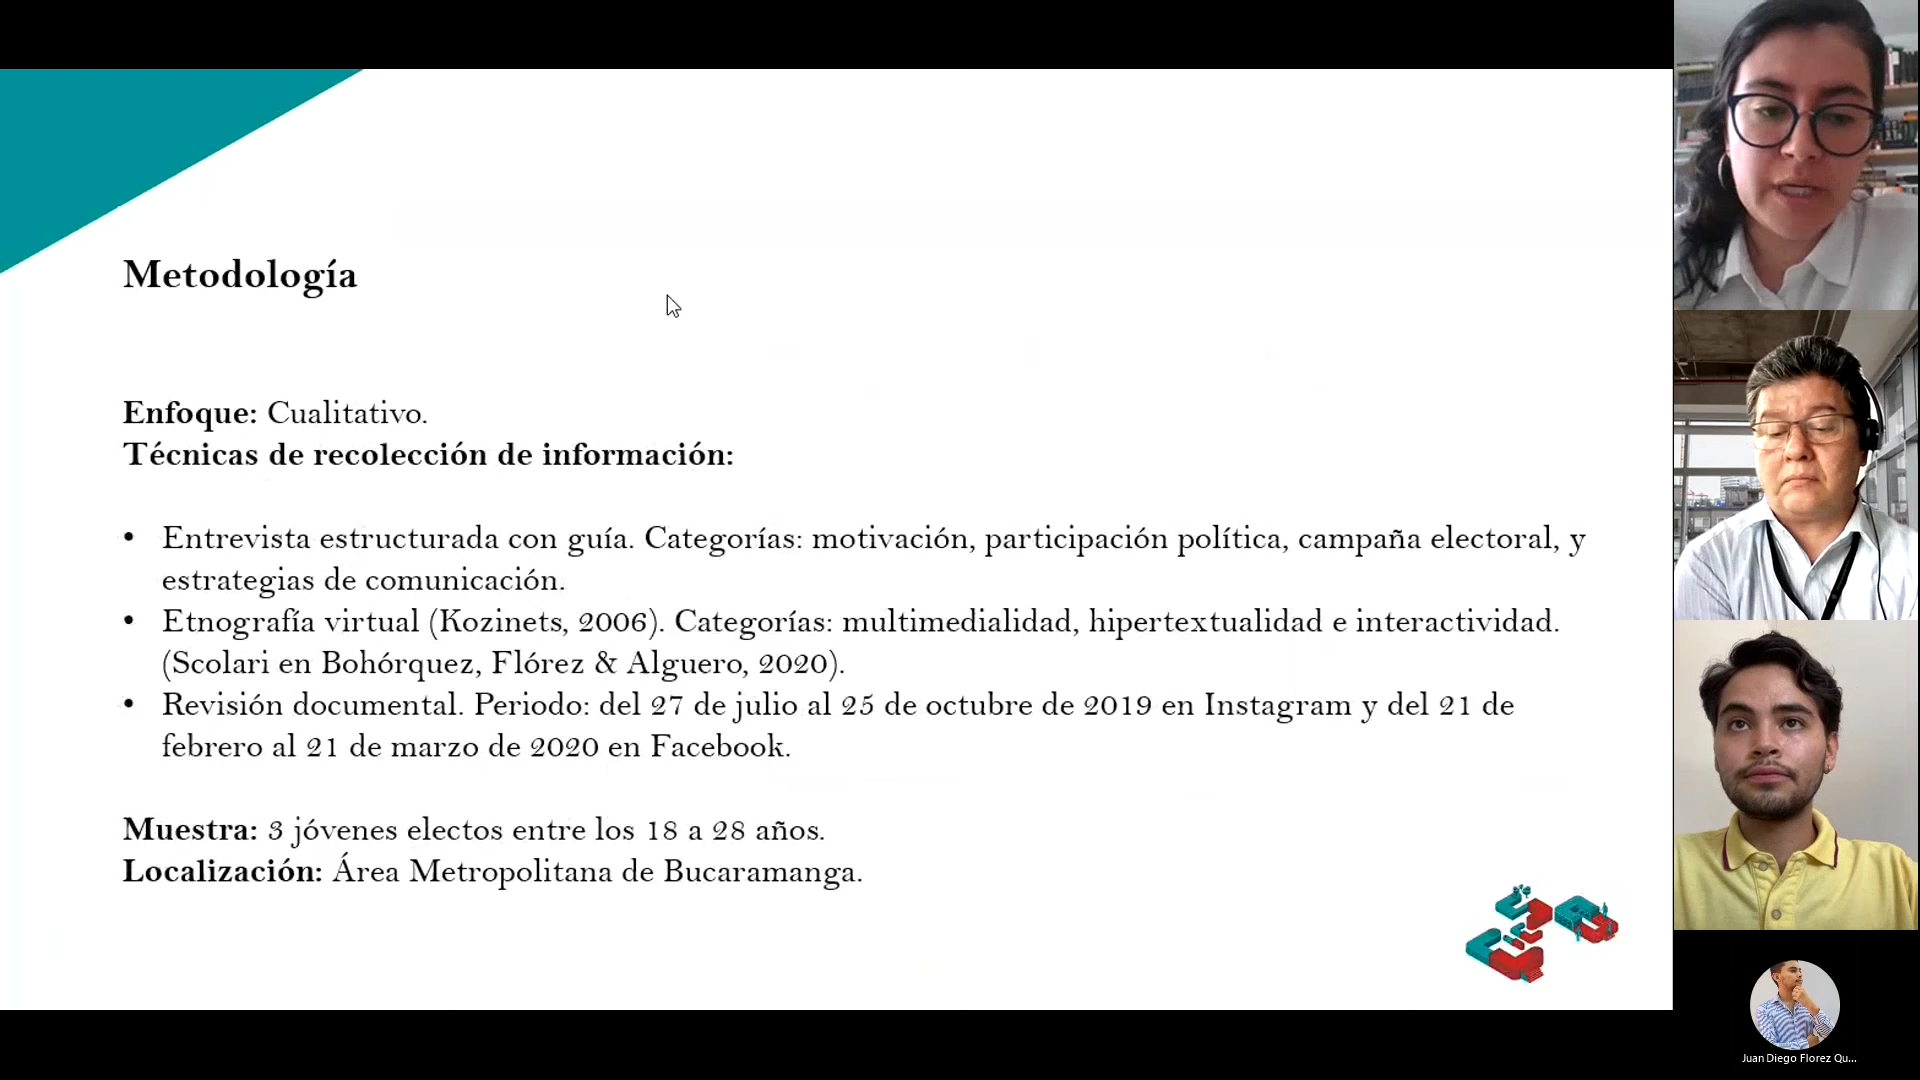 Metodología
Enfoque: Cualitativo.
Técnicas de recolección de información:
• Entrevista estructurada con guía. Categorías: motivación, participación política, campaña electoral, y
estrategias de comunicación.
• Etnografía virtual (Kozinets, 2006). Categorías: multimedialidad, hipertextualidad e interactividad.
(Scolari en Bohórquez, Flórez & Alguero, 2020).
• Revisión documental. Periodo: del 27 de julio al 25 de octubre de 2019 en Instagram y del 21 de
febrero al 21 de marzo de 2020 en Facebook.
Muestra: 3 jóvenes electos entre los 18 a 28 años.
Localización: Área Metropolitana de Bucaramanga.
Juan Diego Florez Qu...